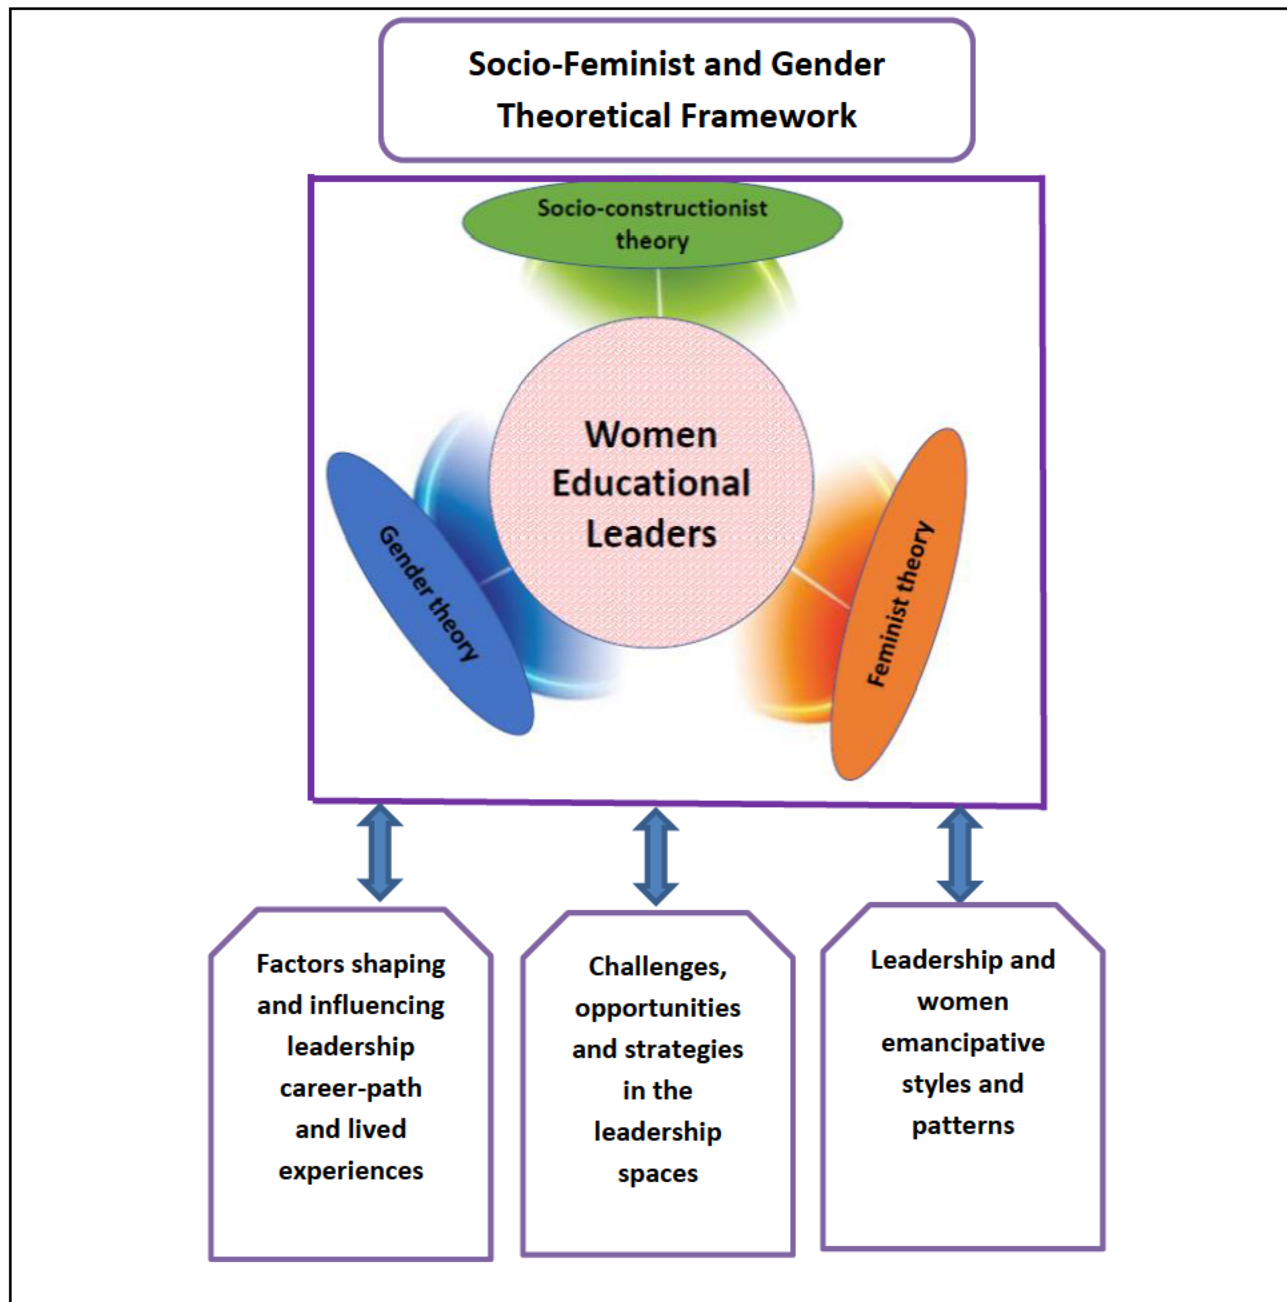 Socio-Feminist and Gender
Theoretical Framework
Socio-constructionist
theory
Women
Educational
Leaders
Gender theory
Feminist theory
Factors shaping
and influencing
leadership
career-path
and lived
experiences
Challenges,
opportunities
and strategies
in the
leadership
spaces
Leadership and
women
emancipative
styles and
patterns